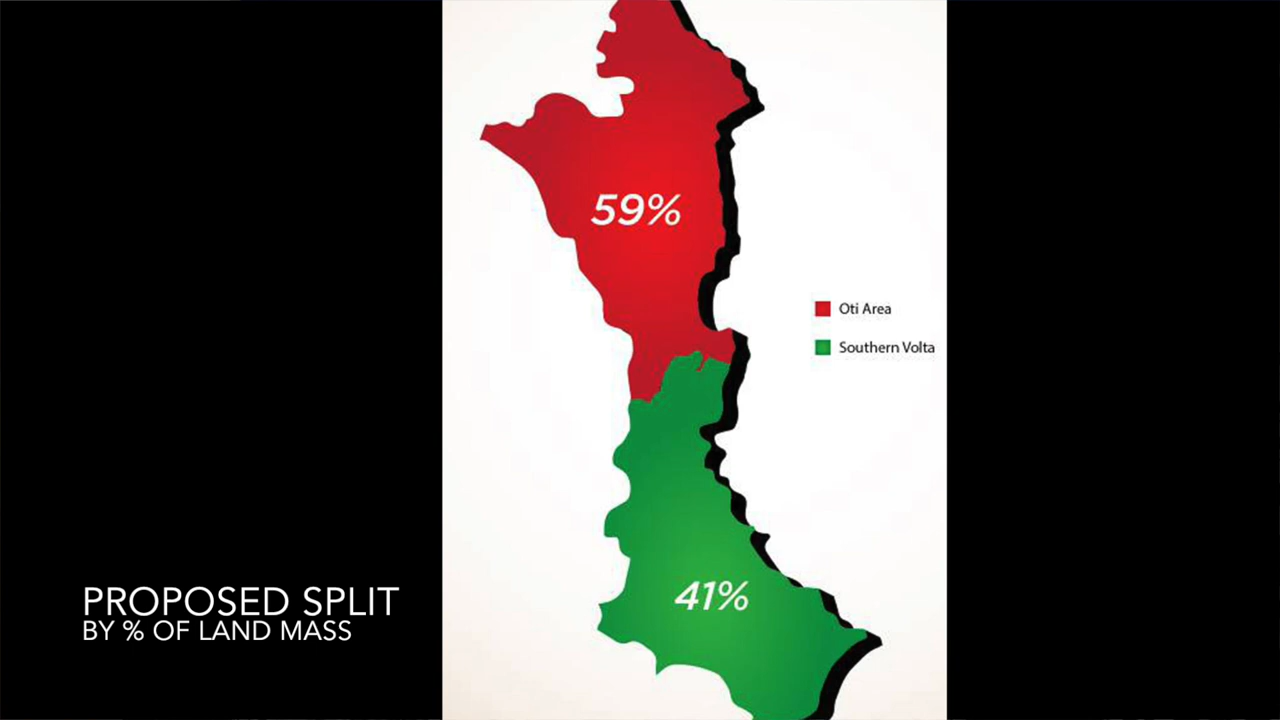 59%
Oti Area
Southern Volta
41%
PROPOSED SPLIT
BY % OF LAND MASS